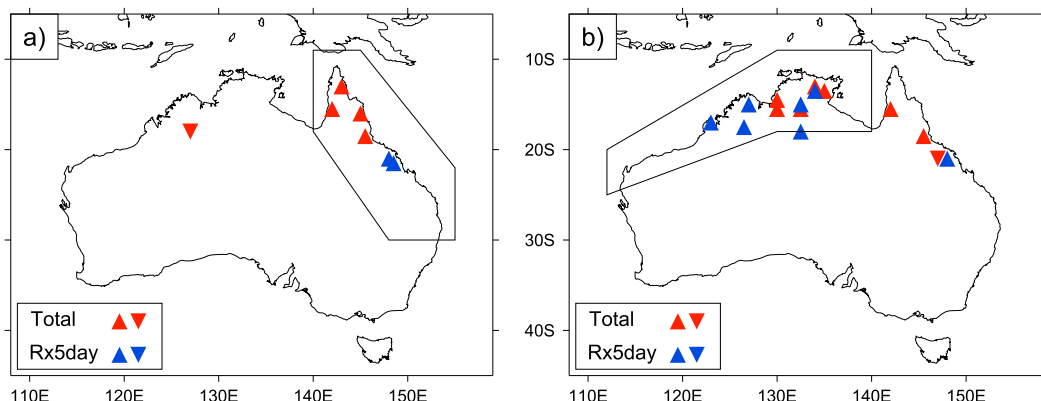 a)
b)
10S
20S
30S
40S
Total
Rx5day
Total
Rx5day
110E 120E 130E 140E 150E
110E 120E 130E 140E 150E